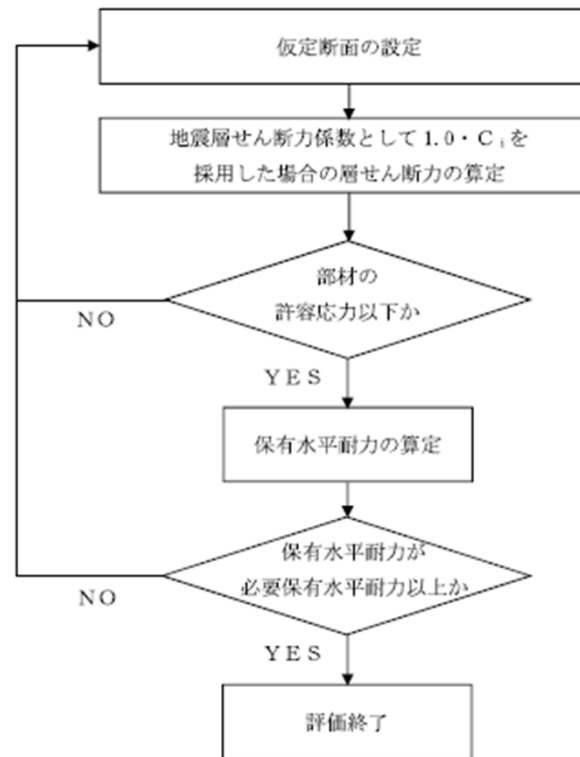 仮定断面の設定
地震層せん断力係数として 1.0・Ｃｉを
採用した場合の層せん断力の算定
部材の
許容応力以下か
ＮＯ
ＹＥＳ
保有水平耐力の算定
保有水平耐力が
必要保有水平耐力以上か
ＮＯ
ＹＥＳ
評価終了